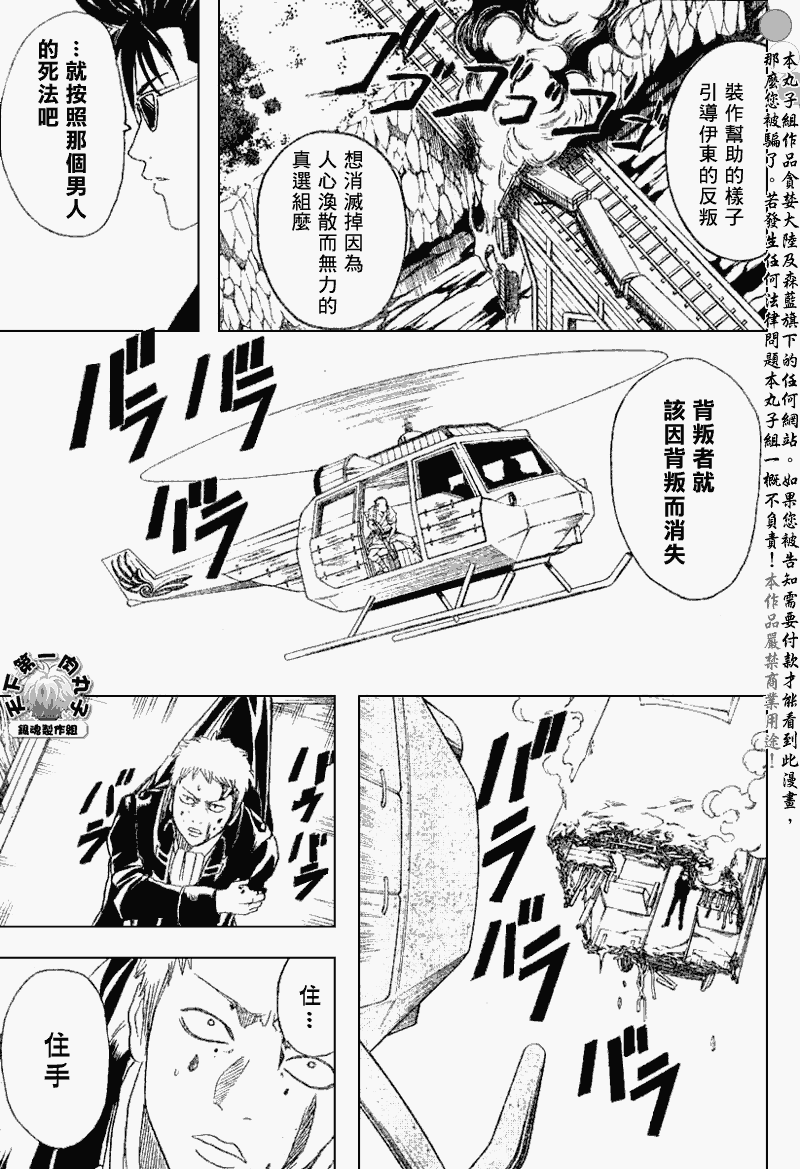 裝作幫助的樣子
引導伊東的反叛
想消滅掉因為
人心渙散而無力的
真選組麼
…就按照那個男人
的死法吧
ゴゴゴゴ
背叛者就
該因背叛而消失
バラ
バラ
バラ
バラ
バラ
バラ
バラ
バラ
住…
住手
天下第一肉丸子
銀魂製作組
本丸子組作品貪婪大陸及森藍旗下的任何網站。如果您被告知需要付款才能看到此漫畫，
那麼您被騙了。若發生任何法律問題本丸子組一概不負責！本作品嚴禁商業用途！